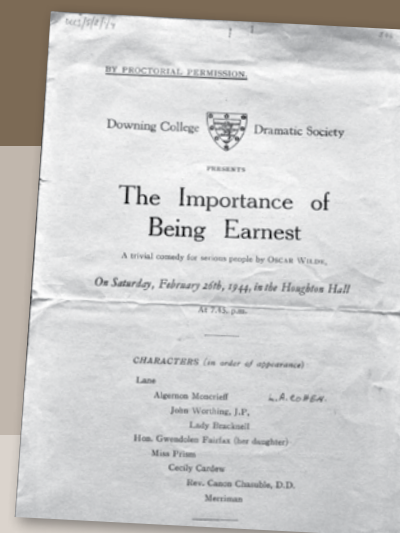 BY PROCTORIAL PERMISSION.
Downing College Dramatic Society
PRESENTS
The Importance of
Being Earnest
A trivial comedy for serious people by OSCAR WILDE,
On Saturday, February 26th, 1944, in the Houghton Hall
At 7.45, p.m.
CHARACTERS (in order of appearance)
Lane
Algernon Moncrieff L.A. COHEN.
John Worthing, J.P.
Lady Bracknell
Hon. Gwendolen Fairfax (her daughter)
Miss Prism
Cecily Cardew
Rev. Canon Chasuble, D.D.
Merriman